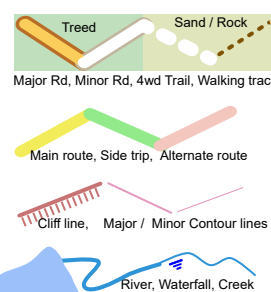 Treed
Sand / Rock
Major Rd, Minor Rd, 4wd Trail, Walking trac
Main route, Side trip, Alternate route
Cliff line, Major / Minor Contour lines
River, Waterfall, Creek